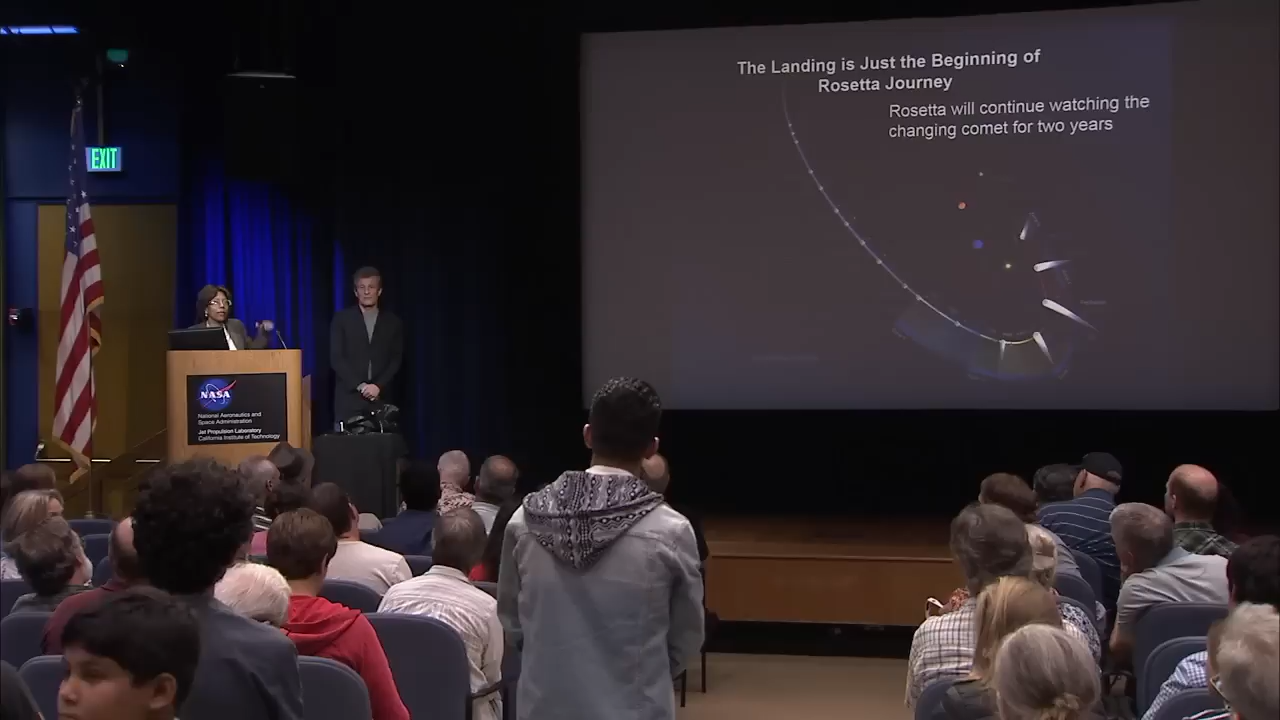 The Landing is Just the Beginning of
Rosetta Journey
Rosetta will continue watching the
changing comet for two years
EXIT
NASA
National Aeronautics and
Space Administration
Jet Propulsion Laboratory
California Institute of Technology